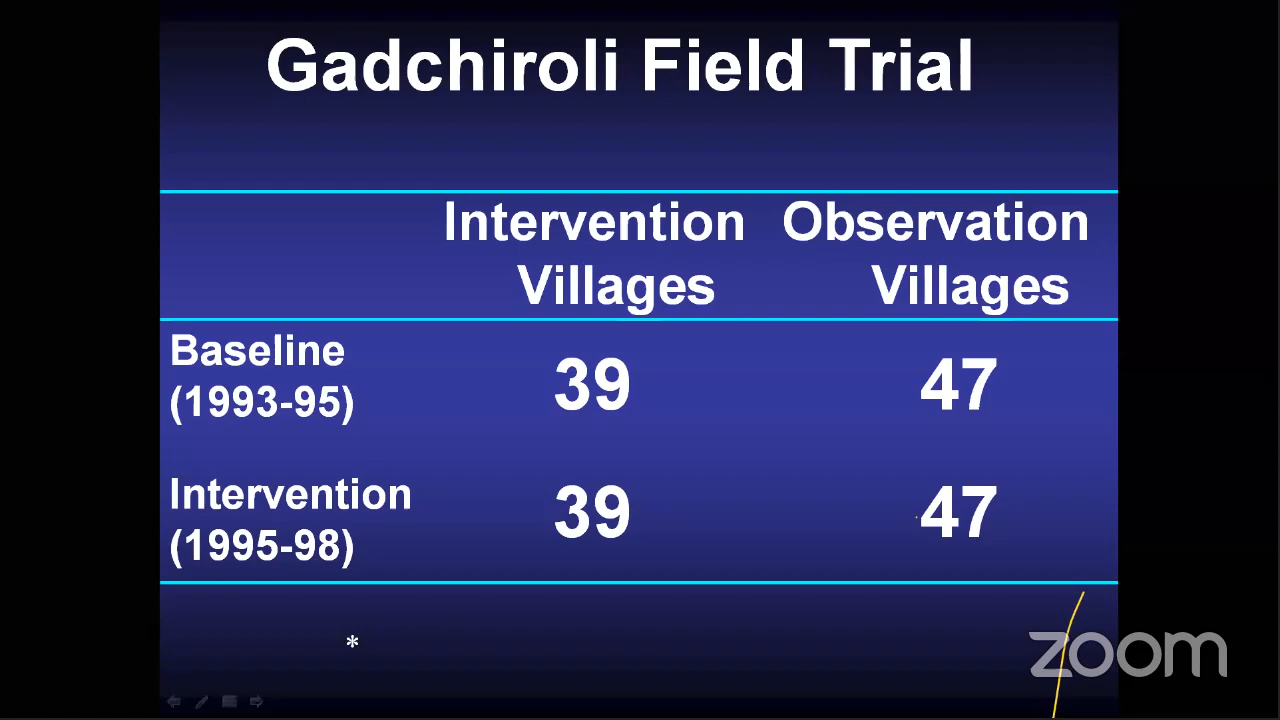 Gadchiroli Field Trial
Intervention Villages
Observation Villages
Baseline
(1993-95)
39
47
Intervention
(1995-98)
39
47
*
zoom